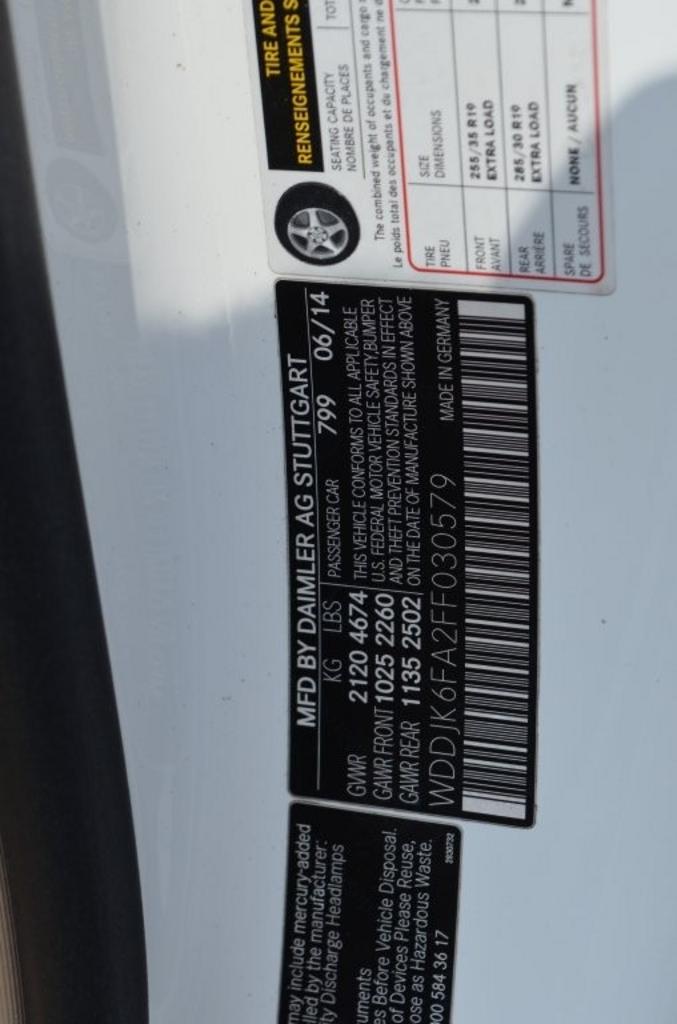 TIRE AND
RENSEIGNEMENTS S
SEATING CAPACITY
NOMBRE DE PLACES
TOT
The combined weight of occupants and cargo
Le poids total des occupants et du chargement ne d
TIRE
PNEU
SIZE
DIMENSIONS
FRONT
AVANT
255/35 R19
EXTRA LOAD
REAR
ARRIÈRE
285/30 R19
EXTRA LOAD
SPARE
DE SECOURS
NONE / AUCUN
MFD BY DAIMLER AG STUTTGART
KG LBS PASSENGER CAR 799 06/14
GWR 2120 4674
GAWR FRONT 1025 2260
GAWR REAR 1135 2502
THIS VEHICLE CONFORMS TO ALL APPLICABLE
U.S. FEDERAL MOTOR VEHICLE SAFETY,BUMPER
AND THEFT PREVENTION STANDARDS IN EFFECT
ON THE DATE OF MANUFACTURE SHOWN ABOVE
WDDJK6FA2FF030579 MADE IN GERMANY
may include mercury-added
lled by the manufacturer:
ty Discharge Headlamps
uments
es Before Vehicle Disposal.
of Devices Please Reuse,
ose as Hazardous Waste.
00 584 36 17